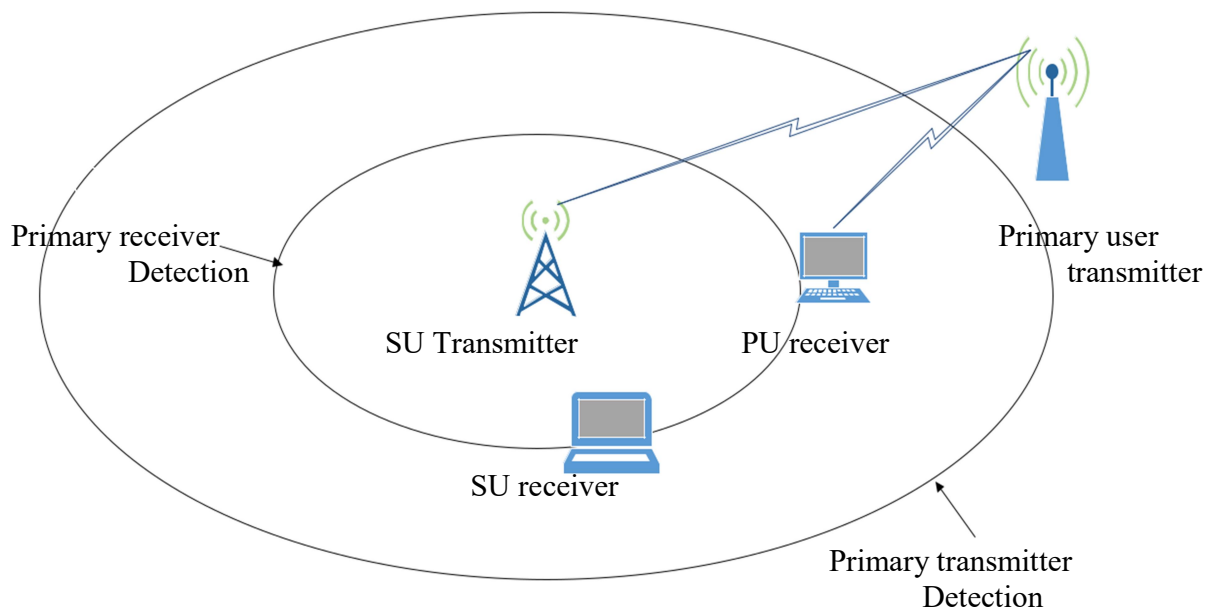 Primary receiver
Detection
Primary user
transmitter
SU Transmitter
PU receiver
SU receiver
Primary transmitter
Detection